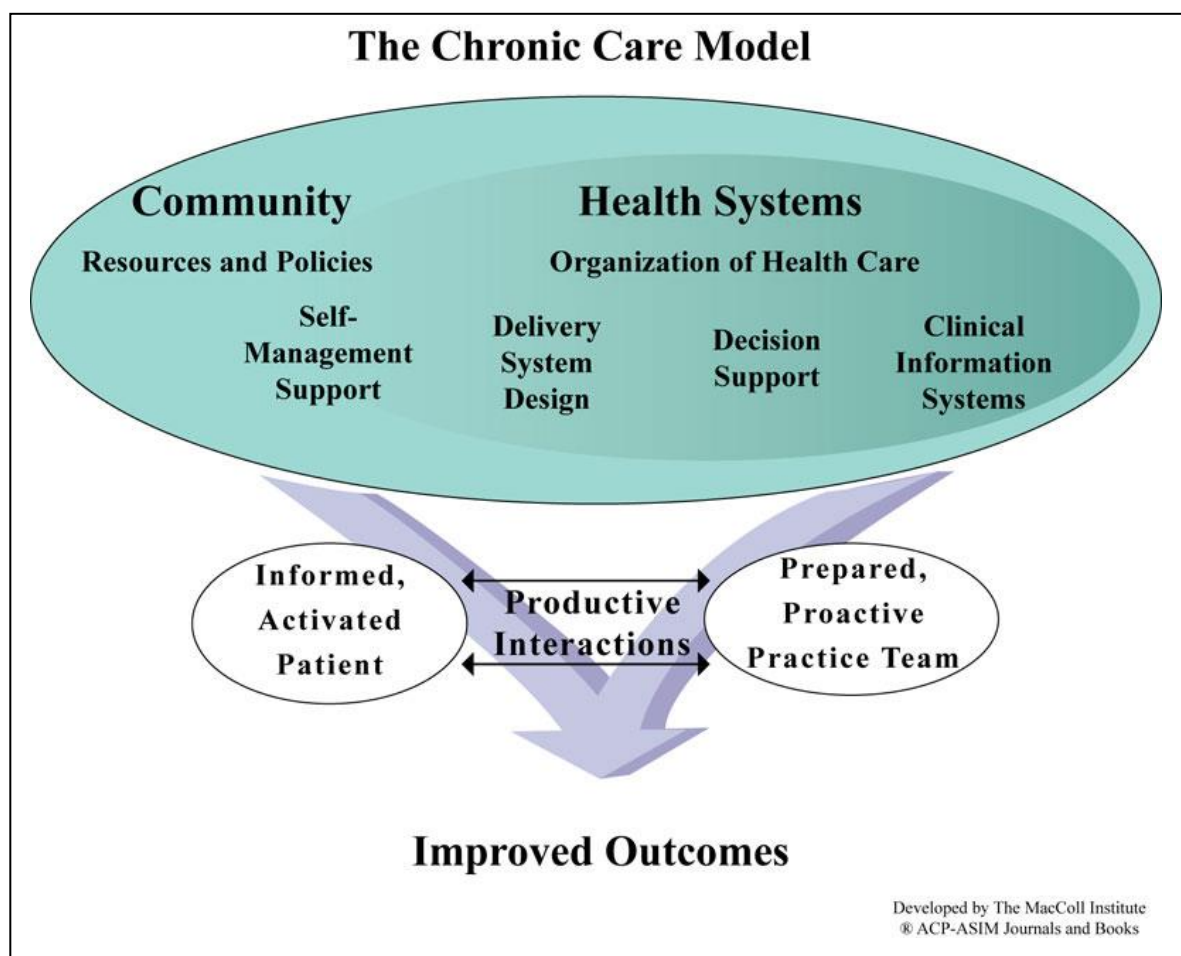 The Chronic Care Model
Community
Resources and Policies
Health Systems
Organization of Health Care
Self-
Management
Support
Delivery
System
Design
Decision
Support
Clinical
Information
Systems
Informed,
Activated
Patient
Productive
Interactions
Prepared,
Proactive
Practice Team
Improved Outcomes
Developed by The MacColl Institute
® ACP-ASIM Journals and Books